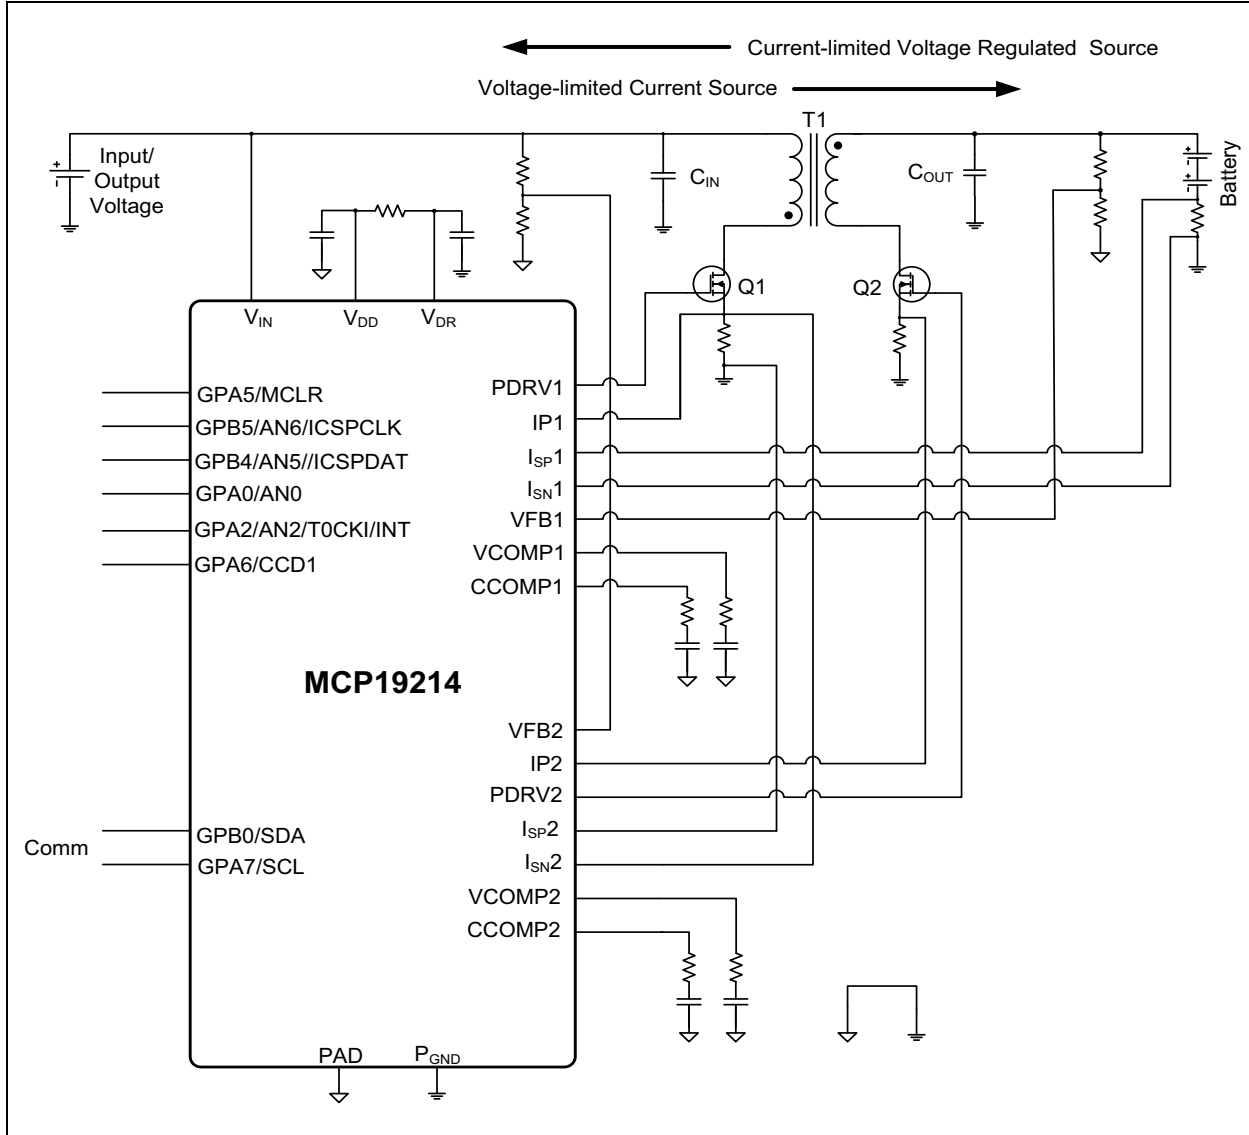 Current-limited Voltage Regulated Source
Voltage-limited Current Source
T1
Input/
Output
Voltage
CIN
COUT
Battery
Q1
Q2
VIN
VDD
VDR
GPA5/MCLR
GPB5/AN6/ICSPCLK
GPB4/AN5//ICSPDAT
GPA0/AN0
GPA2/AN2/T0CKI/INT
GPA6/CCD1
PDRV1
IP1
ISP1
ISN1
VFB1
VCOMP1
CCOMP1
MCP19214
VFB2
IP2
PDRV2
ISP2
ISN2
VCOMP2
CCOMP2
Comm
GPB0/SDA
GPA7/SCL
PAD
PGND